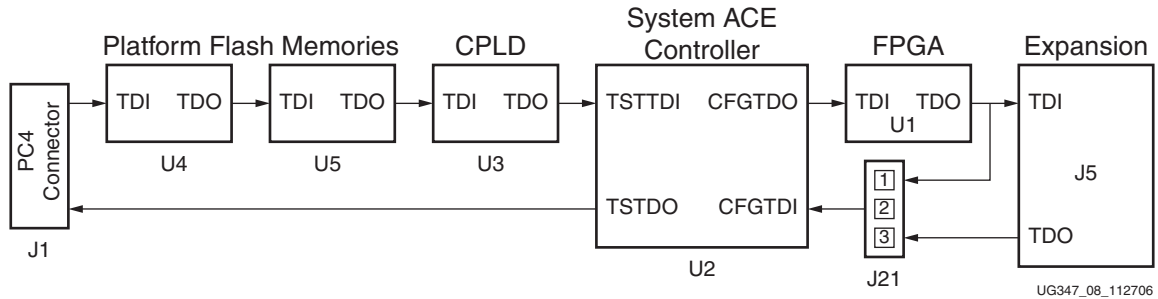 System ACE
Controller
Platform Flash Memories
CPLD
FPGA
Expansion
PC4
Connector
J1
TDI TDO
U4
TDI TDO
U5
TDI TDO
U3
TSTTDI CFGTDO
TSTDO CFGTDI
U2
TDI TDO
U1
1
2
3
J21
TDI
J5
TDO
UG347_08_112706